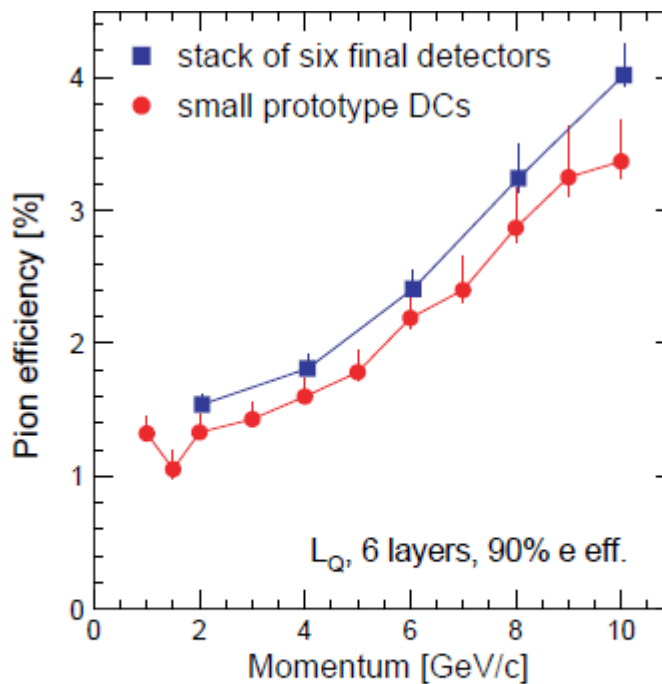 stack of six final detectors
small prototype DCs
Pion efficiency [%]
4
3
2
1
0
L_Q, 6 layers, 90% e eff.
0 2 4 6 8 10
Momentum [GeV/c]